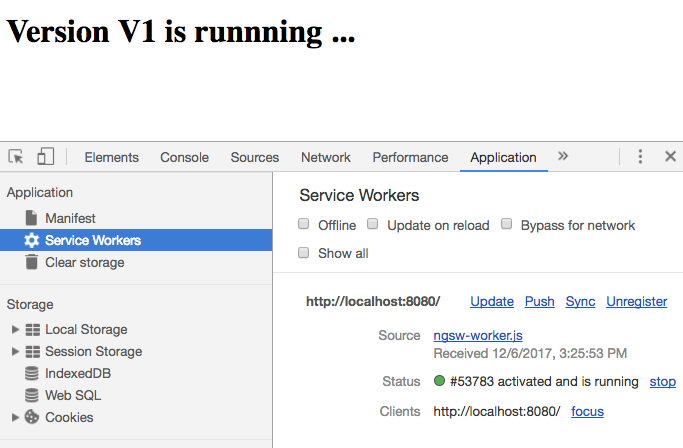 Version V1 is runnning ...
Elements Console Sources Network Performance Application »
Application
Manifest
Service Workers
Clear storage
Storage
Local Storage
Session Storage
IndexedDB
Web SQL
Cookies
Service Workers
Offline Update on reload Bypass for network
Show all
http://localhost:8080/ Update Push Sync Unregister
Source ngsw-worker.js
Received 12/6/2017, 3:25:53 PM
Status #53783 activated and is running stop
Clients http://localhost:8080/ focus